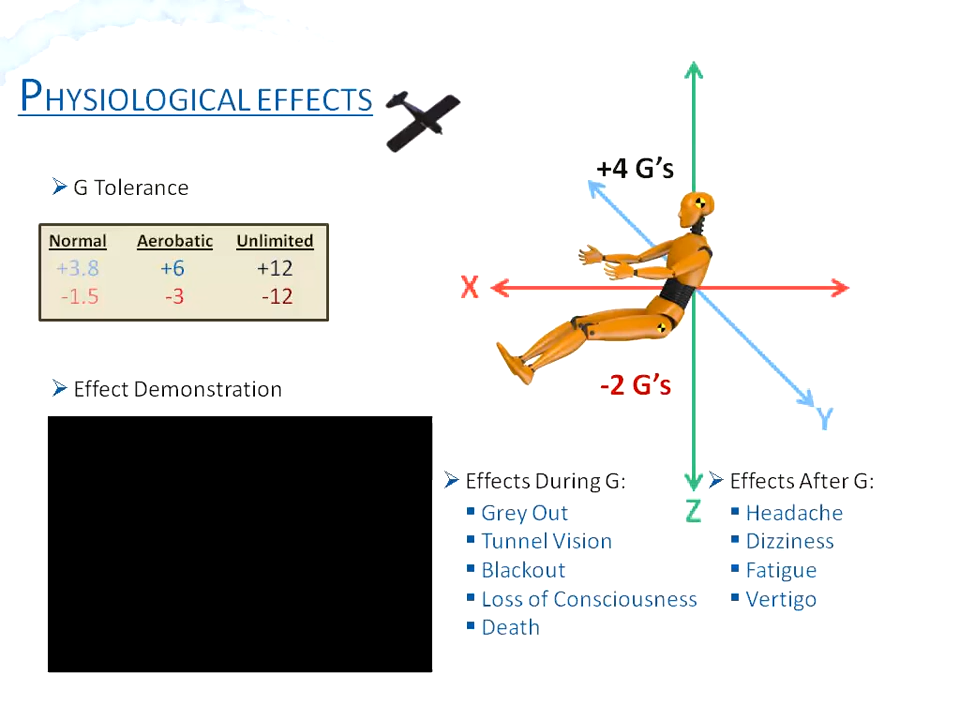 PHYSIOLOGICAL EFFECTS
G Tolerance
Normal Aerobatic Unlimited
+3.8 +6 +12
-1.5 -3 -12
Effect Demonstration
+4 G's
X
-2 G's
Y
Z
Effects During G:
Grey Out
Tunnel Vision
Blackout
Loss of Consciousness
Death
Effects After G:
Headache
Dizziness
Fatigue
Vertigo